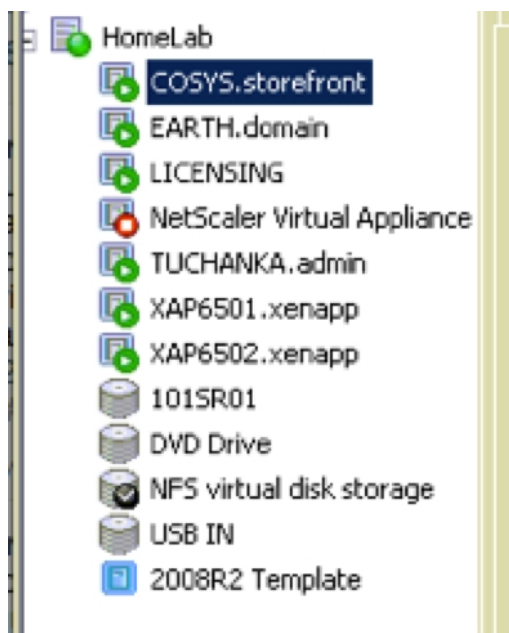 HomeLab
COSYS.storefront
EARTH.domain
LICENSING
NetScaler Virtual Appliance
TUCHANKA.admin
XAP6501.xenapp
XAP6502.xenapp
101SR01
DVD Drive
NFS virtual disk storage
USB IN
2008R2 Template